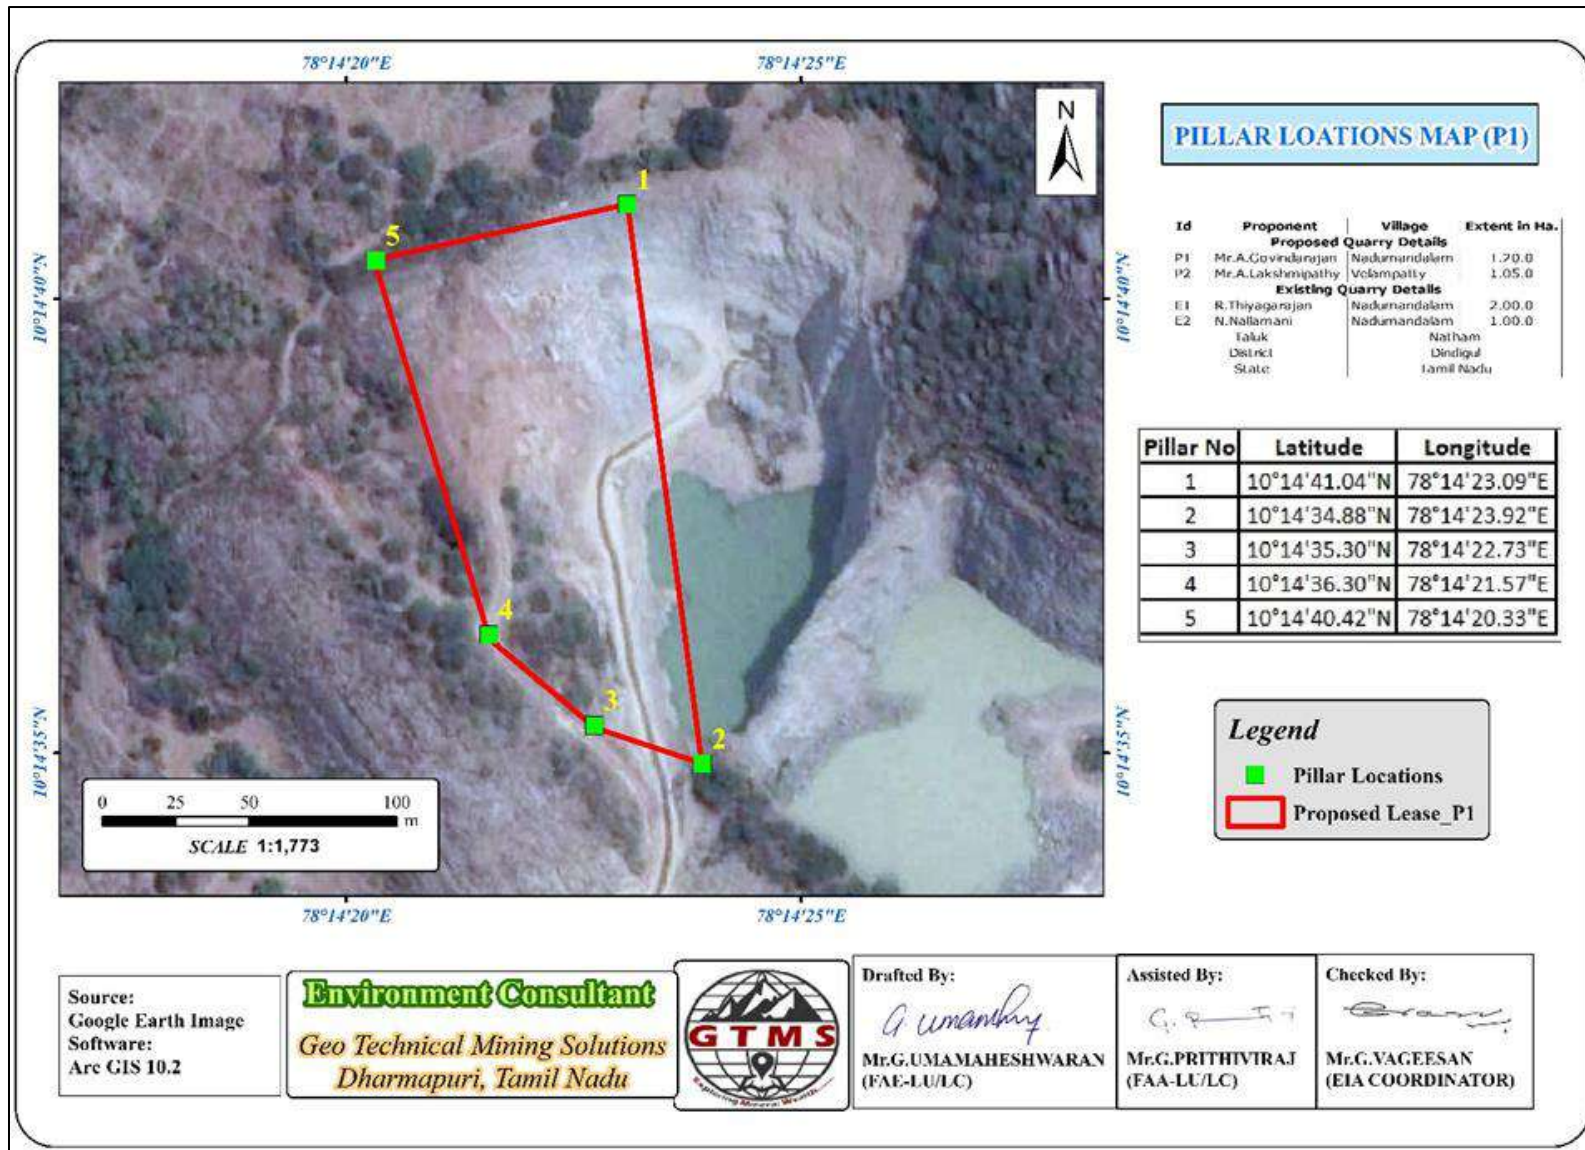 78°14'20"E 78°14'25"E
N
PILLAR LOATIONS MAP (P1)
Id Proponent Village Extent in Ha.
Proposed Quarry Details
P1 Mr.A.Govindarajan Nadumandalam 1.20.0
P2 Mr.A.Lakshmipathy Velampatty 1.05.0
Existing Quarry Details
E1 R.Thiyagarajan Nadumandalam 2.00.0
E2 N.Nallamani Nadumandalam 1.00.0
Taluk Natham
District Dindigul
State Tamil Nadu
1
5
10°14'40"N 10°14'40"N
Pillar No Latitude Longitude
1 10°14'41.04"N 78°14'23.09"E
2 10°14'34.88"N 78°14'23.92"E
3 10°14'35.30"N 78°14'22.73"E
4 10°14'36.30"N 78°14'21.57"E
5 10°14'40.42"N 78°14'20.33"E
4
3
2
10°14'35"N 10°14'35"N
0 25 50 100
m
SCALE 1:1,773
Legend
Pillar Locations
Proposed Lease_P1
78°14'20"E 78°14'25"E
Source:
Google Earth Image
Software:
Arc GIS 10.2
Environment Consultant
Geo Technical Mining Solutions
Dharmapuri, Tamil Nadu
GTMS
Exploring Mineral Wealth
Drafted By:
Mr.G.UMAMAHESHWARAN
(FAE-LU/LC)
Assisted By:
Mr.G.PRITHIVIRAJ
(FAA-LU/LC)
Checked By:
Mr.G.VAGEESAN
(EIA COORDINATOR)